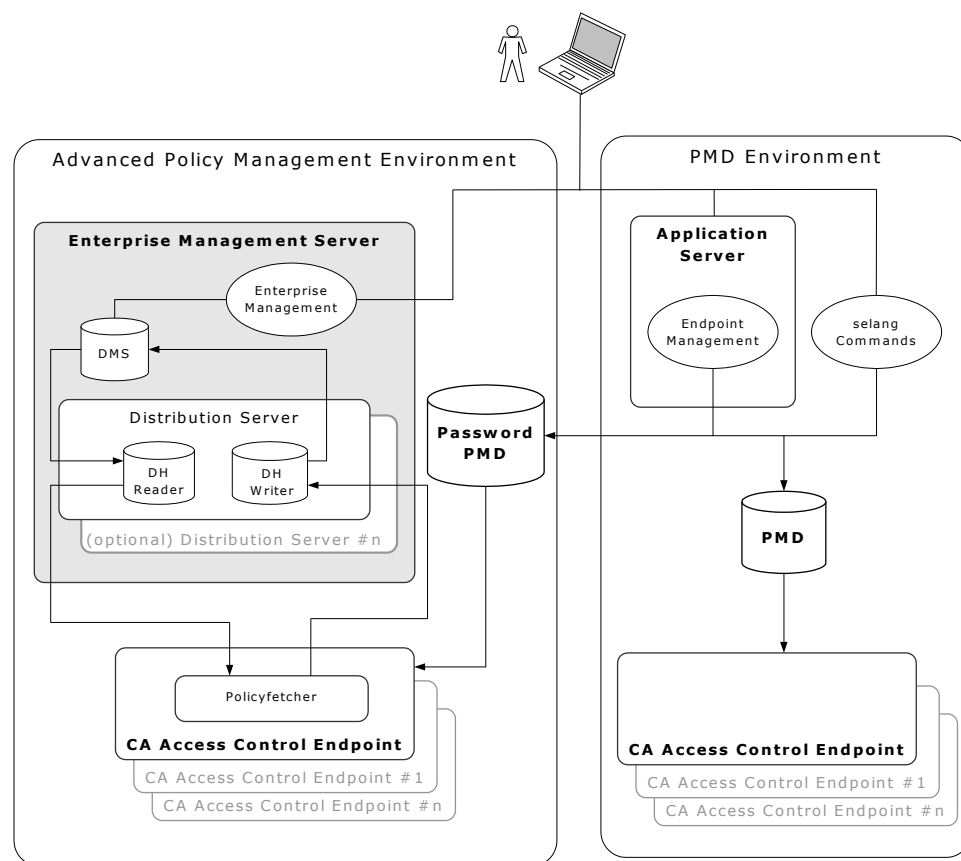 Advanced Policy Management Environment
PMD Environment
Enterprise Management Server
Enterprise
Management
DMS
Distribution Server
DH
Reader
DH
Writer
(optional) Distribution Server #n
Password
PMD
Policyfetcher
CA Access Control Endpoint
CA Access Control Endpoint #1
CA Access Control Endpoint #n
Application
Server
Endpoint
Management
selang
Commands
PMD
CA Access Control Endpoint
CA Access Control Endpoint #1
CA Access Control Endpoint #n